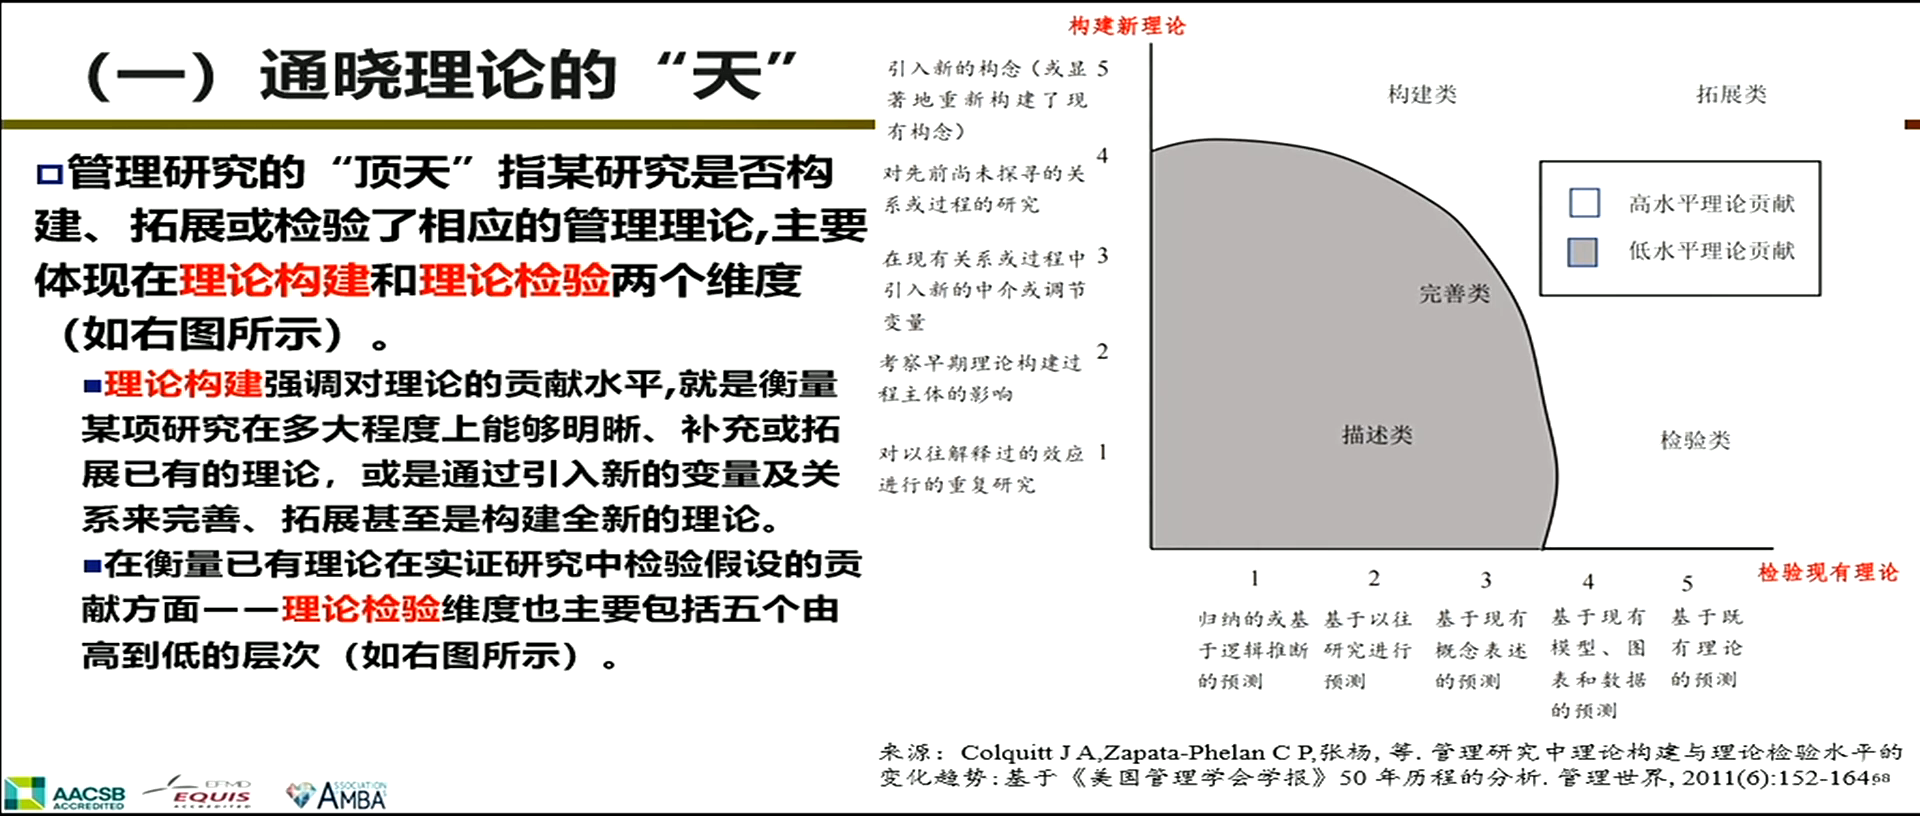 （一）通晓理论的“天”
管理研究的“顶天”指某研究是否构
建、拓展或检验了相应的管理理论,主要
体现在理论构建和理论检验两个维度
（如右图所示）。
理论构建强调对理论的贡献水平,就是衡量
某项研究在多大程度上能够明晰、补充或拓
展已有的理论，或是通过引入新的变量及关
系来完善、拓展甚至是构建全新的理论。
在衡量已有理论在实证研究中检验假设的贡
献方面——理论检验维度也主要包括五个由
高到低的层次（如右图所示）。
AACSB
ACCREDITED
EFMD
EQUIS
ACCREDITED
ASSOCIATION
AMBA
构建新理论
引入新的构念（或显 5
著地重新构建了现
有构念）
4
对先前尚未探寻的关
系或过程的研究
在现有关系或过程中 3
引入新的中介或调节
变量
2
考察早期理论构建过
程主体的影响
对以往解释过的效应 1
进行的重复研究
构建类
拓展类
高水平理论贡献
低水平理论贡献
完善类
描述类
检验类
检验现有理论
1
归纳的或基
于逻辑推断
的预测
2
基于以往
研究进行
预测
3
基于现有
概念表述
的预测
4
基于现有
模型、图
表和数据
的预测
5
基于既
有理论
的预测
来源：Colquitt J A,Zapata-Phelan C P,张杨,等.管理研究中理论构建与理论检验水平的
变化趋势:基于《美国管理学会学报》50 年历程的分析.管理世界,2011(6):152-164.
68